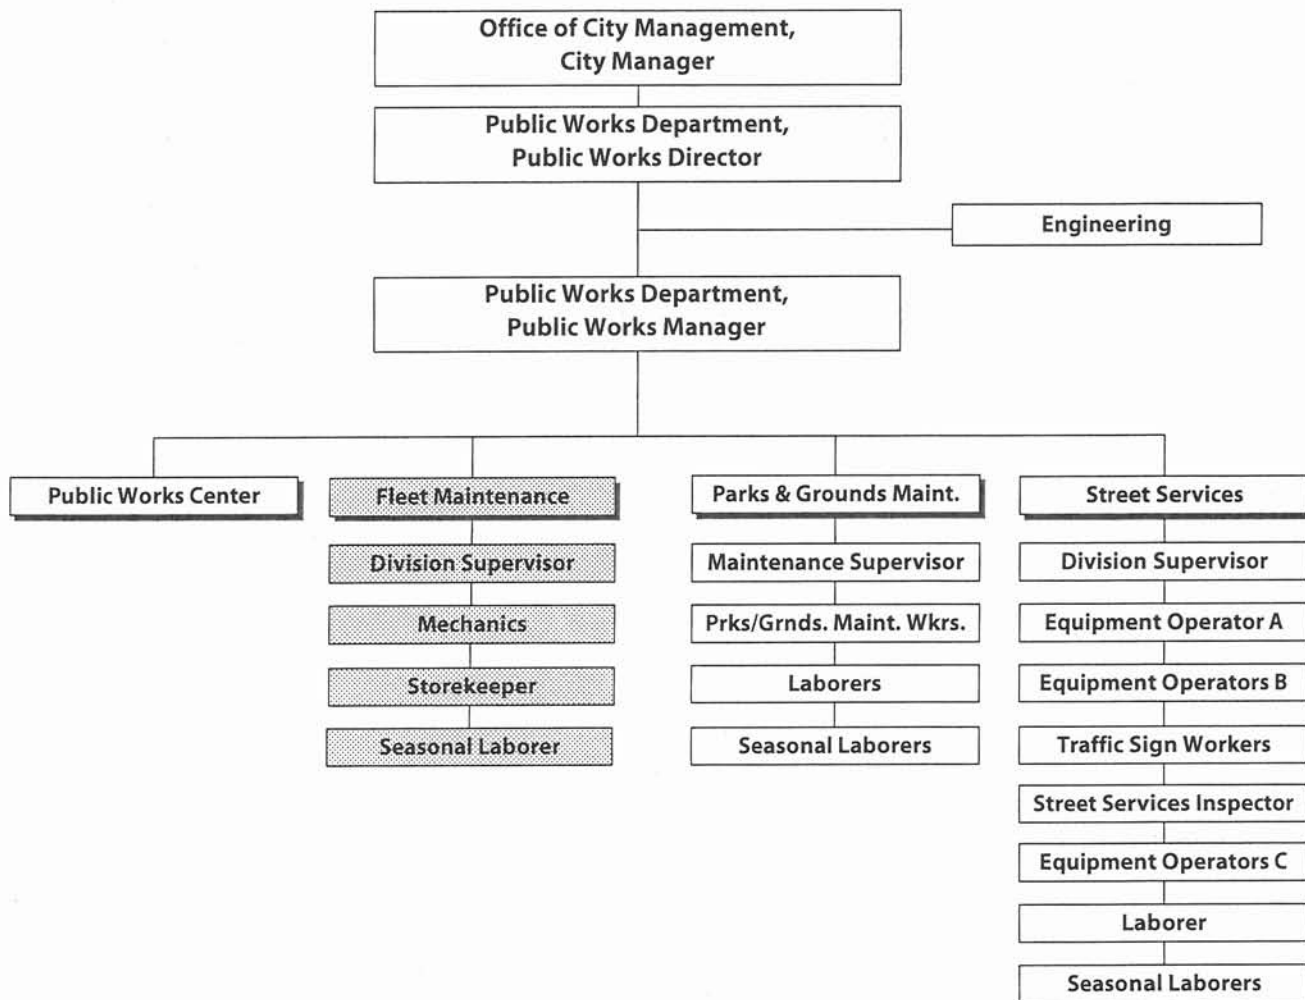 Office of City Management,
City Manager
Public Works Department,
Public Works Director
Engineering
Public Works Department,
Public Works Manager
Public Works Center
Fleet Maintenance
Division Supervisor
Mechanics
Storekeeper
Seasonal Laborer
Parks & Grounds Maint.
Maintenance Supervisor
Prks/Grnds. Maint. Wkrs.
Laborers
Seasonal Laborers
Street Services
Division Supervisor
Equipment Operator A
Equipment Operators B
Traffic Sign Workers
Street Services Inspector
Equipment Operators C
Laborer
Seasonal Laborers